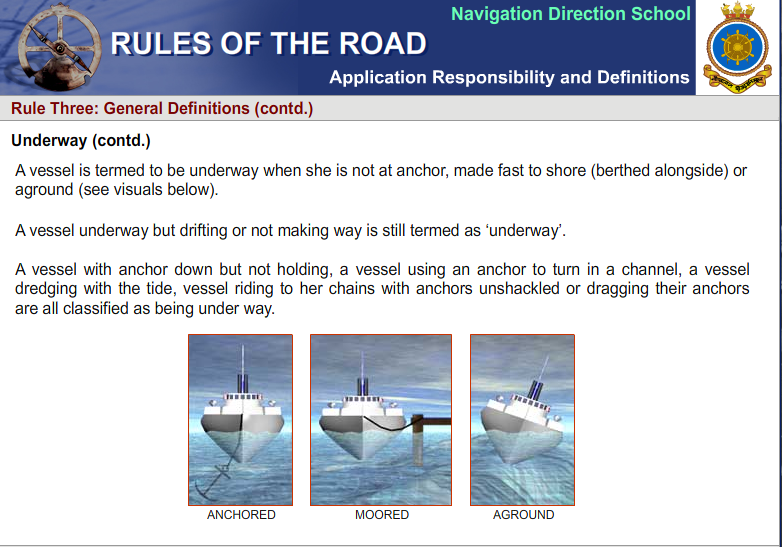 Navigation Direction School
RULES OF THE ROAD
Application Responsibility and Definitions
Rule Three: General Definitions (contd.)
Underway (contd.)
A vessel is termed to be underway when she is not at anchor, made fast to shore (berthed alongside) or
aground (see visuals below).
A vessel underway but drifting or not making way is still termed as ‘underway’.
A vessel with anchor down but not holding, a vessel using an anchor to turn in a channel, a vessel
dredging with the tide, vessel riding to her chains with anchors unshackled or dragging their anchors
are all classified as being under way.
ANCHORED
MOORED
AGROUND